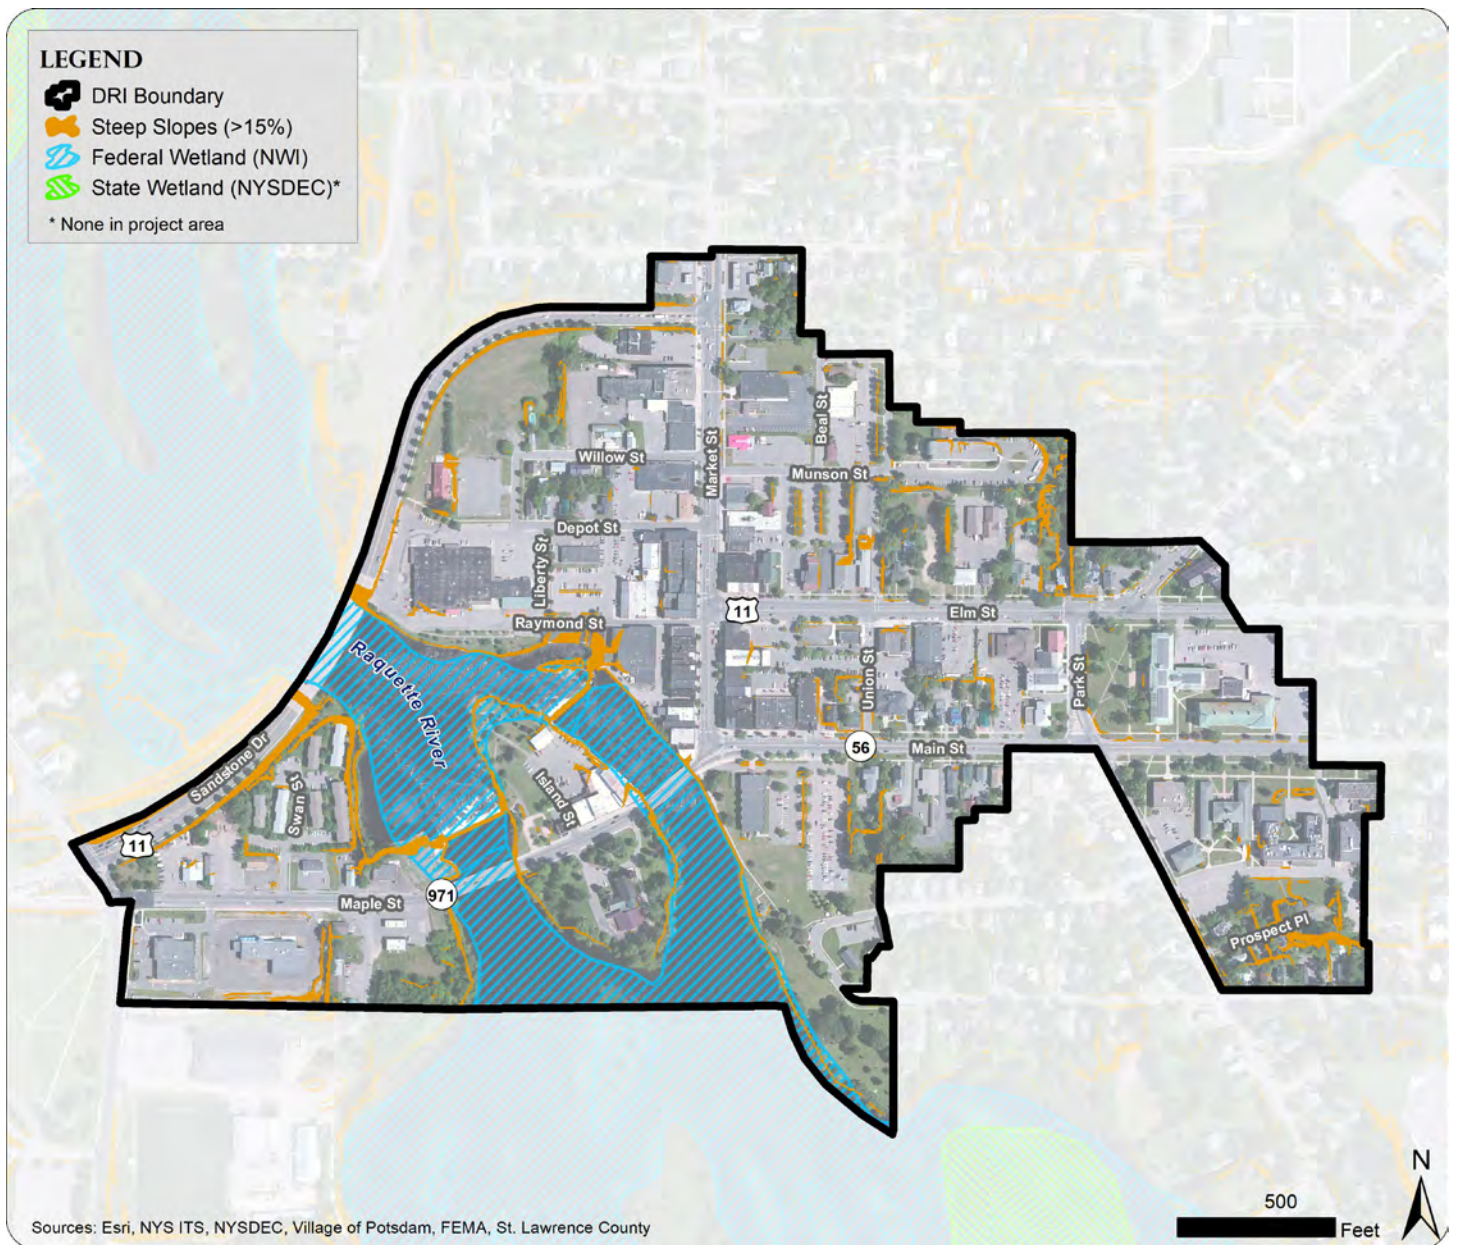 LEGEND
DRI Boundary
Steep Slopes (>15%)
Federal Wetland (NWI)
State Wetland (NYSDEC)*
* None in project area
Market St
Beal St
Willow St
Munson St
Depot St
Liberty St
11
Elm St
Raymond St
Raquette River
Union St
Park St
56
Main St
Sandstone Dr
Swan St
Island St
11
971
Maple St
Prospect Pl
N
500
Feet
Sources: Esri, NYS ITS, NYSDEC, Village of Potsdam, FEMA, St. Lawrence County